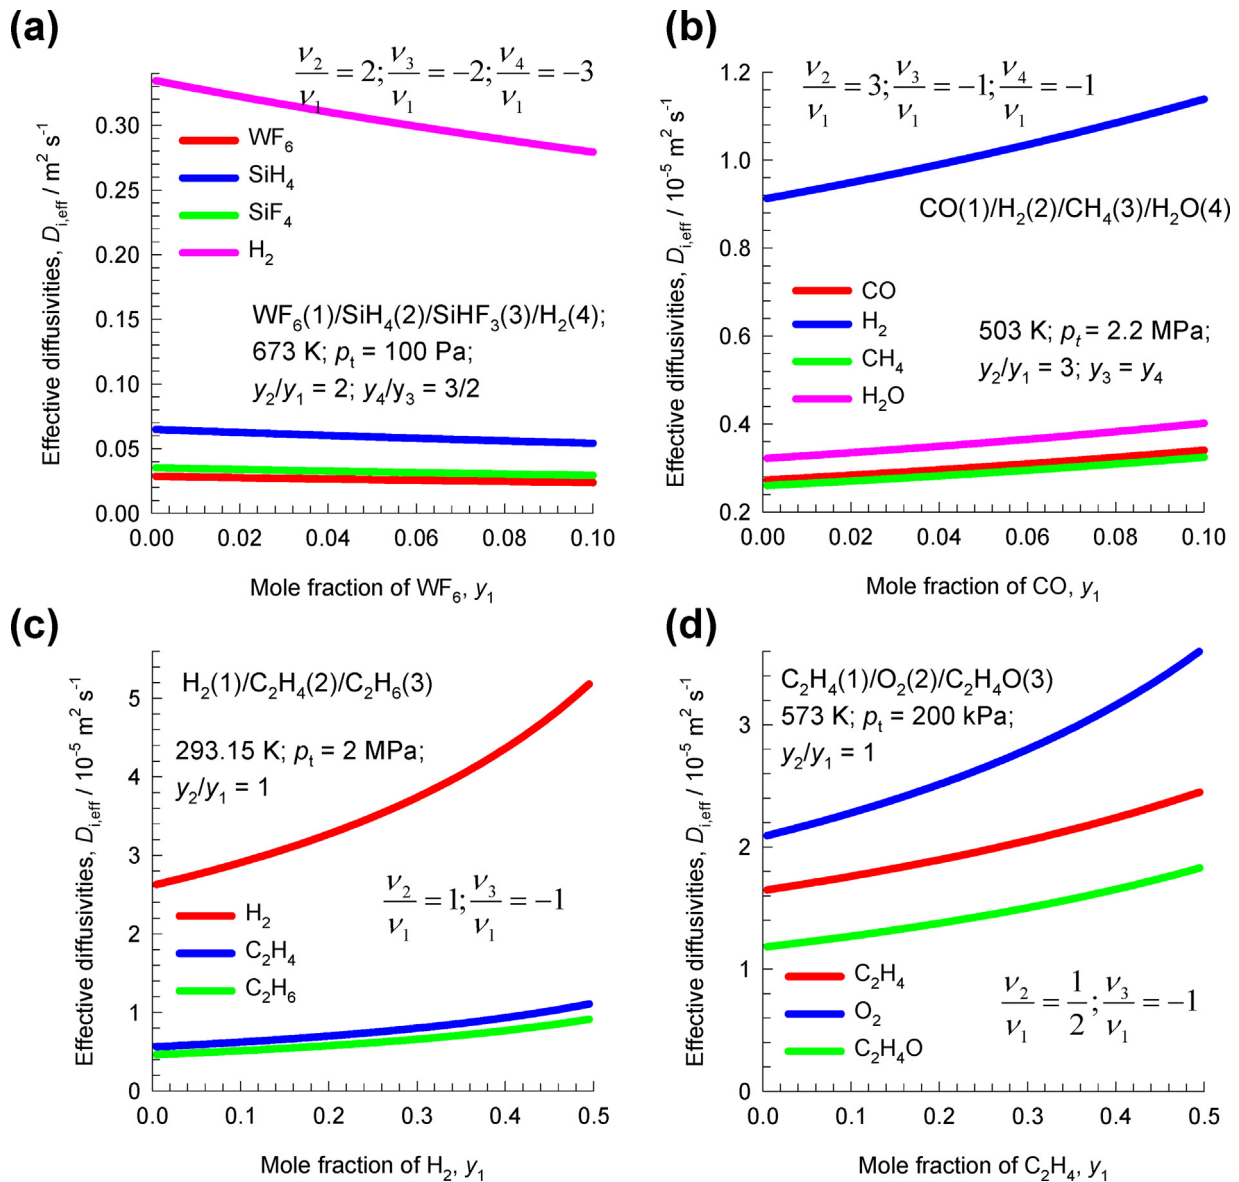 (a)
ν2/ν1 = 2; ν3/ν1 = −2; ν4/ν1 = −3
Effective diffusivities, Di,eff / m² s⁻¹
0.30
0.25
0.20
0.15
0.10
0.05
0.00
WF6
SiH4
SiF4
H2
WF6(1)/SiH4(2)/SiHF3(3)/H2(4);
673 K; pt = 100 Pa;
y2/y1 = 2; y4/y3 = 3/2
0.00 0.02 0.04 0.06 0.08 0.10
Mole fraction of WF6, y1
(b)
ν2/ν1 = 3; ν3/ν1 = −1; ν4/ν1 = −1
Effective diffusivities, Di,eff / 10⁻⁵ m² s⁻¹
1.2
1.0
0.8
0.6
0.4
0.2
CO(1)/H2(2)/CH4(3)/H2O(4)
CO
H2
CH4
H2O
503 K; pt = 2.2 MPa;
y2/y1 = 3; y3 = y4
0.00 0.02 0.04 0.06 0.08 0.10
Mole fraction of CO, y1
(c)
H2(1)/C2H4(2)/C2H6(3)
293.15 K; pt = 2 MPa;
y2/y1 = 1
Effective diffusivities, Di,eff / 10⁻⁵ m² s⁻¹
5
4
3
2
1
0
ν2/ν1 = 1; ν3/ν1 = −1
H2
C2H4
C2H6
0.0 0.1 0.2 0.3 0.4 0.5
Mole fraction of H2, y1
(d)
C2H4(1)/O2(2)/C2H4O(3)
573 K; pt = 200 kPa;
y2/y1 = 1
Effective diffusivities, Di,eff / 10⁻⁵ m² s⁻¹
3
2
1
0
C2H4
O2
C2H4O
ν2/ν1 = 1/2; ν3/ν1 = −1
0.0 0.1 0.2 0.3 0.4 0.5
Mole fraction of C2H4, y1